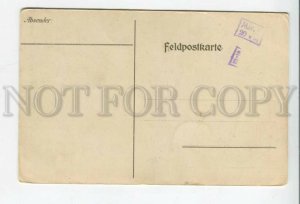 Absender:
Feldpostkarte
NOT FOR COPY